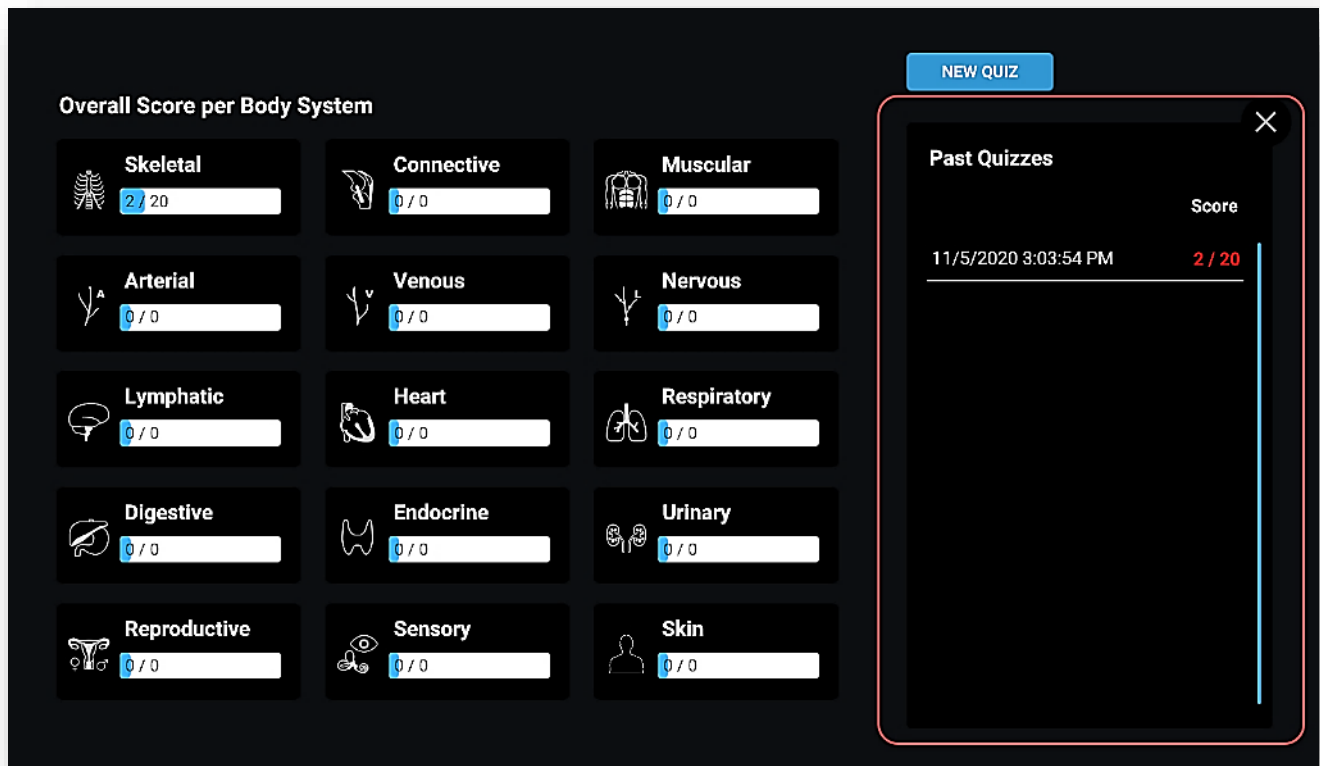 NEW QUIZ
Overall Score per Body System
Skeletal
2 / 20
Connective
0 / 0
Muscular
0 / 0
Arterial
0 / 0
Venous
0 / 0
Nervous
0 / 0
Lymphatic
0 / 0
Heart
0 / 0
Respiratory
0 / 0
Digestive
0 / 0
Endocrine
0 / 0
Urinary
0 / 0
Reproductive
0 / 0
Sensory
0 / 0
Skin
0 / 0
Past Quizzes
Score
11/5/2020 3:03:54 PM 2 / 20